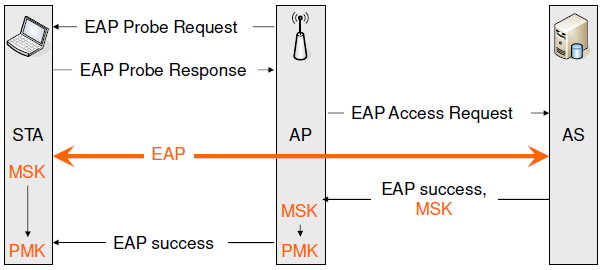 EAP Probe Request
EAP Probe Response
EAP Access Request
STA
AP
AS
EAP
MSK
EAP success,
MSK
MSK
EAP success
PMK
PMK